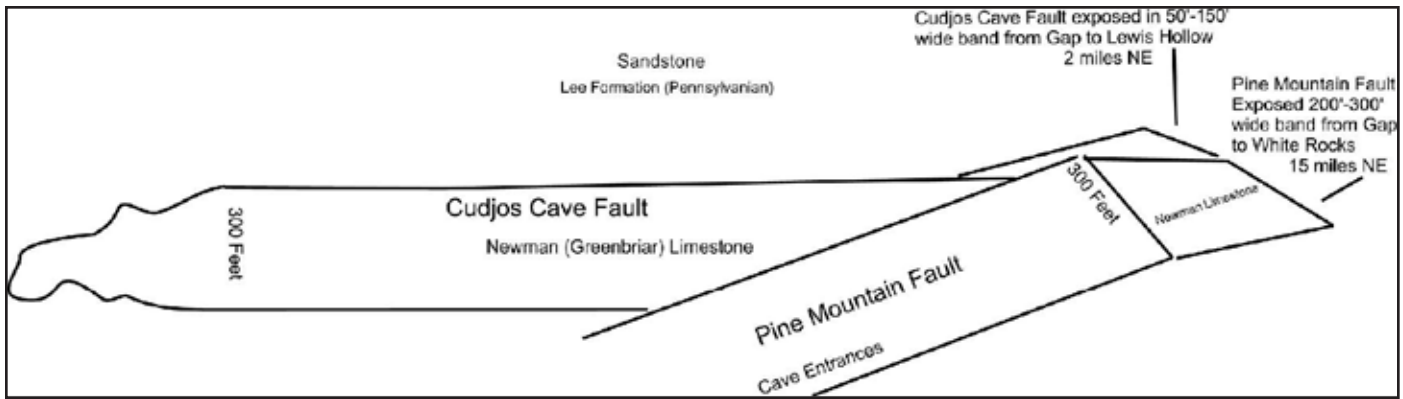 Cudjos Cave Fault exposed in 50'-150'
wide band from Gap to Lewis Hollow
2 miles NE
Sandstone
Lee Formation (Pennsylvanian)
Pine Mountain Fault
Exposed 200'-300'
wide band from Gap
to White Rocks
15 miles NE
300 Feet
Cudjos Cave Fault
Newman (Greenbriar) Limestone
300 Feet
Newman Limestone
Pine Mountain Fault
Cave Entrances